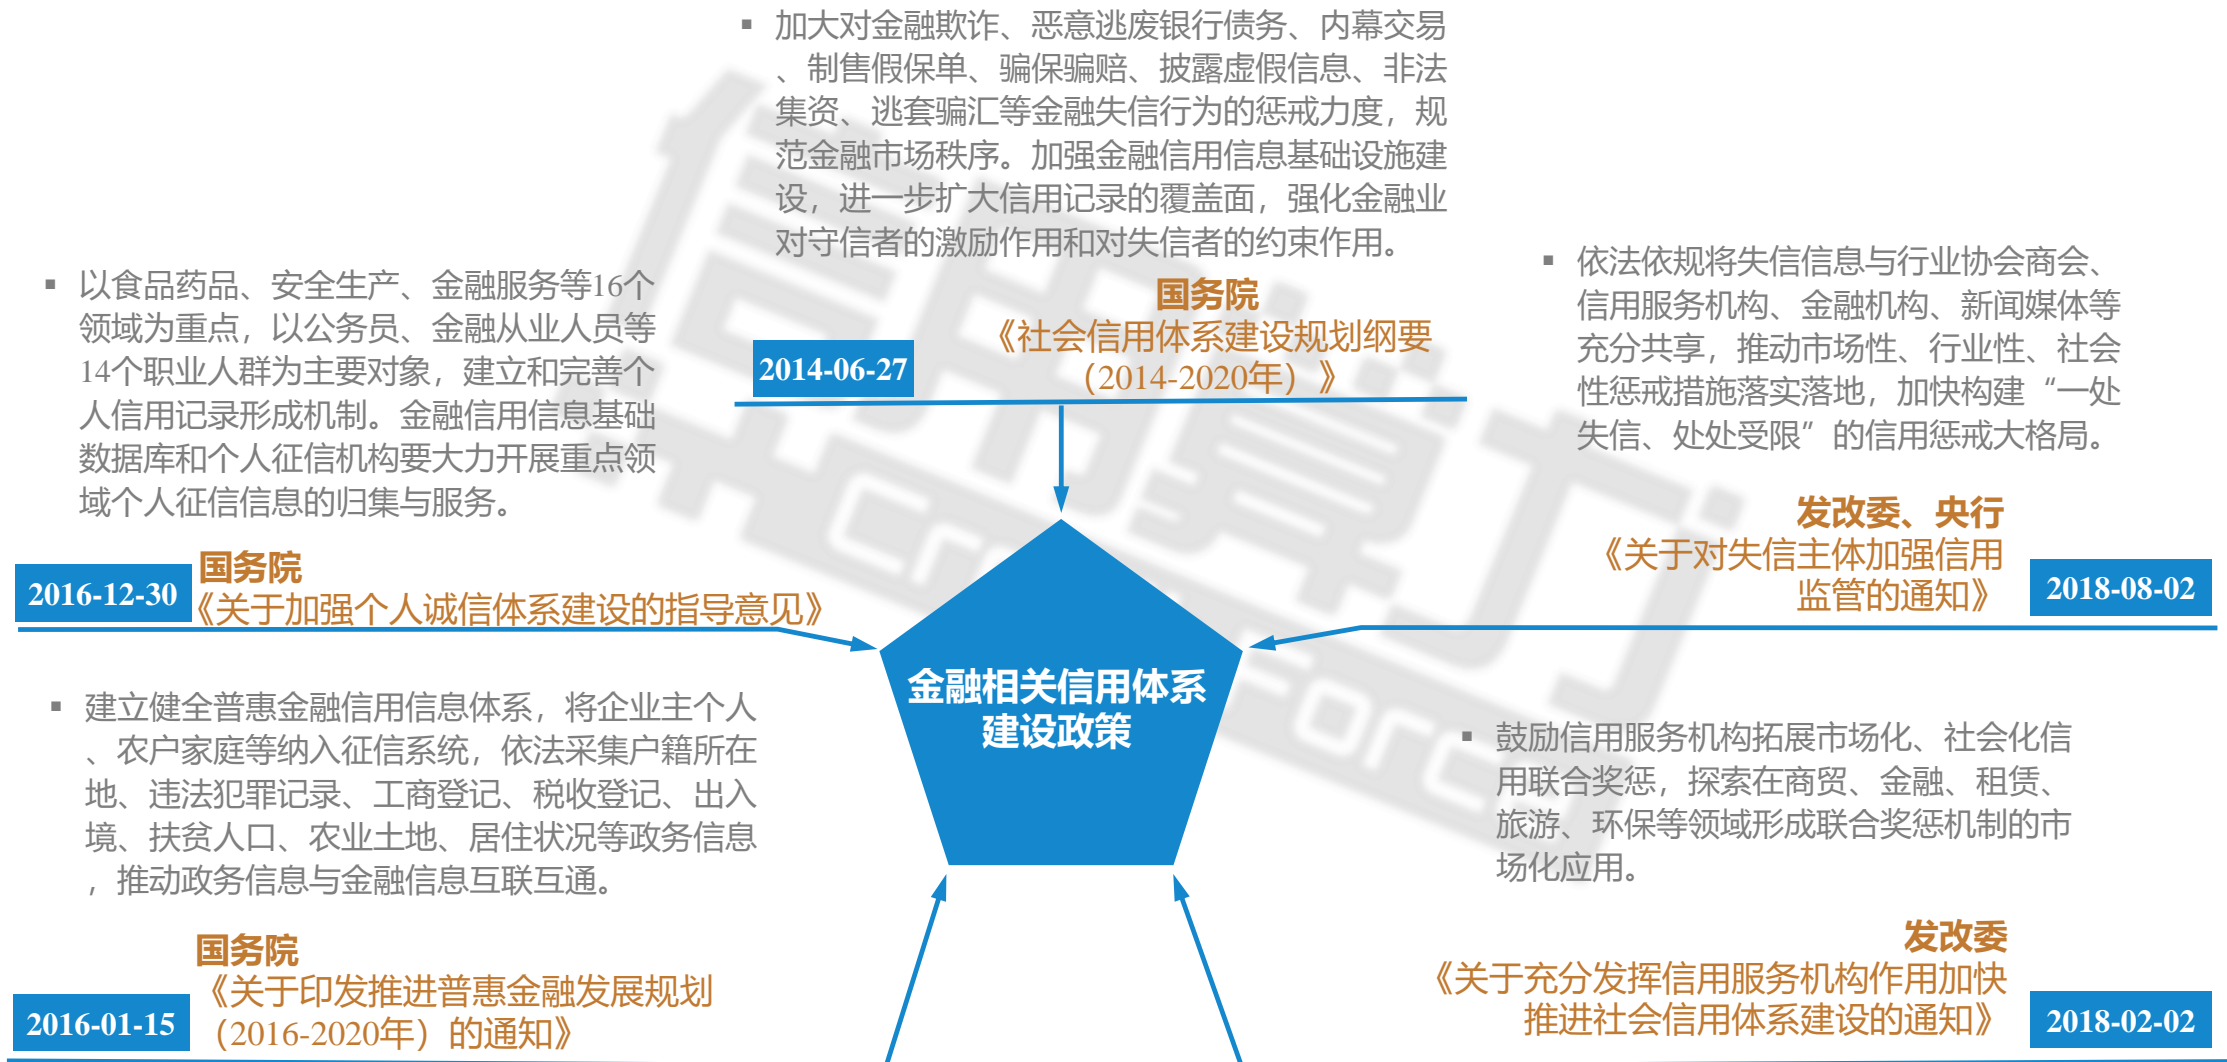 ▪ 加大对金融欺诈、恶意逃废银行债务、内幕交易
、制售假保单、骗保骗赔、披露虚假信息、非法
集资、逃套骗汇等金融失信行为的惩戒力度，规
范金融市场秩序。加强金融信用信息基础设施建
设，进一步扩大信用记录的覆盖面，强化金融业
对守信者的激励作用和对失信者的约束作用。
国务院
《社会信用体系建设规划纲要
（2014-2020年）》
2014-06-27
▪ 以食品药品、安全生产、金融服务等16个
领域为重点，以公务员、金融从业人员等
14个职业人群为主要对象，建立和完善个
人信用记录形成机制。金融信用信息基础
数据库和个人征信机构要大力开展重点领
域个人征信信息的归集与服务。
国务院
2016-12-30
《关于加强个人诚信体系建设的指导意见》
▪ 依法依规将失信信息与行业协会商会、
信用服务机构、金融机构、新闻媒体等
充分共享，推动市场性、行业性、社会
性惩戒措施落实落地，加快构建“一处
失信、处处受限”的信用惩戒大格局。
发改委、央行
《关于对失信主体加强信用
监管的通知》
2018-08-02
金融相关信用体系
建设政策
▪ 建立健全普惠金融信用信息体系，将企业主个人
、农户家庭等纳入征信系统，依法采集户籍所在
地、违法犯罪记录、工商登记、税收登记、出入
境、扶贫人口、农业土地、居住状况等政务信息
，推动政务信息与金融信息互联互通。
国务院
《关于印发推进普惠金融发展规划
（2016-2020年）的通知》
2016-01-15
▪ 鼓励信用服务机构拓展市场化、社会化信
用联合奖惩，探索在商贸、金融、租赁、
旅游、环保等领域形成联合奖惩机制的市
场化应用。
发改委
《关于充分发挥信用服务机构作用加快
推进社会信用体系建设的通知》
2018-02-02
信用算力
Force